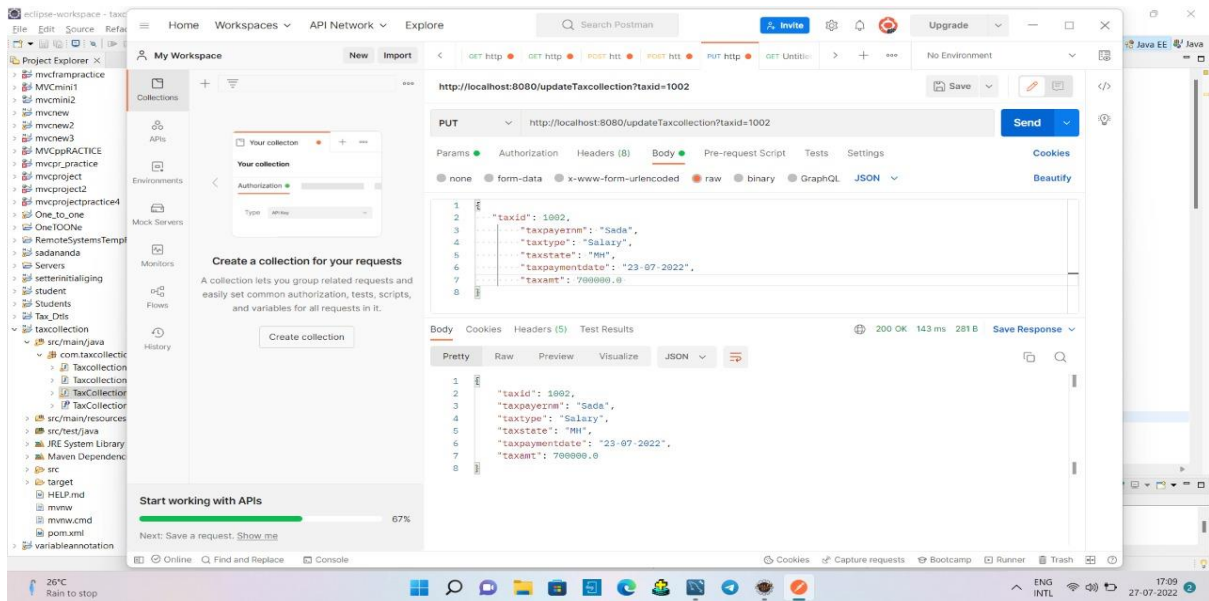 eclipse-workspace - taxc
File Edit Source Refac
Project Explorer
mvcframpractice
MVCmini1
mvcmini2
mvcnew
mvcnew2
mvcnew3
MVCppRACTICE
mvcpr_practice
mvcproject
mvcproject2
mvcprojectpractice4
One_to_one
OneTOONe
RemoteSystemsTempF
sadananda
Servers
setterinitialiging
student
Students
Tax_Dtls
taxcollection
src/main/java
com.taxcollectic
Taxcollection
Taxcollection
TaxCollection
TaxCollection
src/main/resources
src/test/java
JRE System Library
Maven Dependenc
src
target
HELP.md
mvnw
mvnw.cmd
pom.xml
variableannotation
Home Workspaces API Network Explore Search Postman Invite Upgrade
My Workspace New Import
GET http GET http POST htt POST htt PUT http GET Untitle No Environment
Collections
APIs
Environments
Mock Servers
Monitors
Flows
History
Your collecton
Your collection
Authorization
Type API Key
Create a collection for your requests
A collection lets you group related requests and
easily set common authorization, tests, scripts,
and variables for all requests in it.
Create collection
Start working with APIs
67%
Next: Save a request. Show me
http://localhost:8080/updateTaxcollection?taxid=1002 Save
PUT http://localhost:8080/updateTaxcollection?taxid=1002 Send
Params Authorization Headers (8) Body Pre-request Script Tests Settings Cookies
none form-data x-www-form-urlencoded raw binary GraphQL JSON Beautify
1 {
2 "taxid": 1002,
3 "taxpayernm": "Sada",
4 "taxtype": "Salary",
5 "taxstate": "MH",
6 "taxpaymentdate": "23-07-2022",
7 "taxamt": 700000.0
8 }
Body Cookies Headers (5) Test Results 200 OK 143 ms 281 B Save Response
Pretty Raw Preview Visualize JSON
1 {
2 "taxid": 1002,
3 "taxpayernm": "Sada",
4 "taxtype": "Salary",
5 "taxstate": "MH",
6 "taxpaymentdate": "23-07-2022",
7 "taxamt": 700000.0
8 }
Online Find and Replace Console Cookies Capture requests Bootcamp Runner Trash
Java EE Java
26°C
Rain to stop
ENG
INTL
17:09
27-07-2022
2